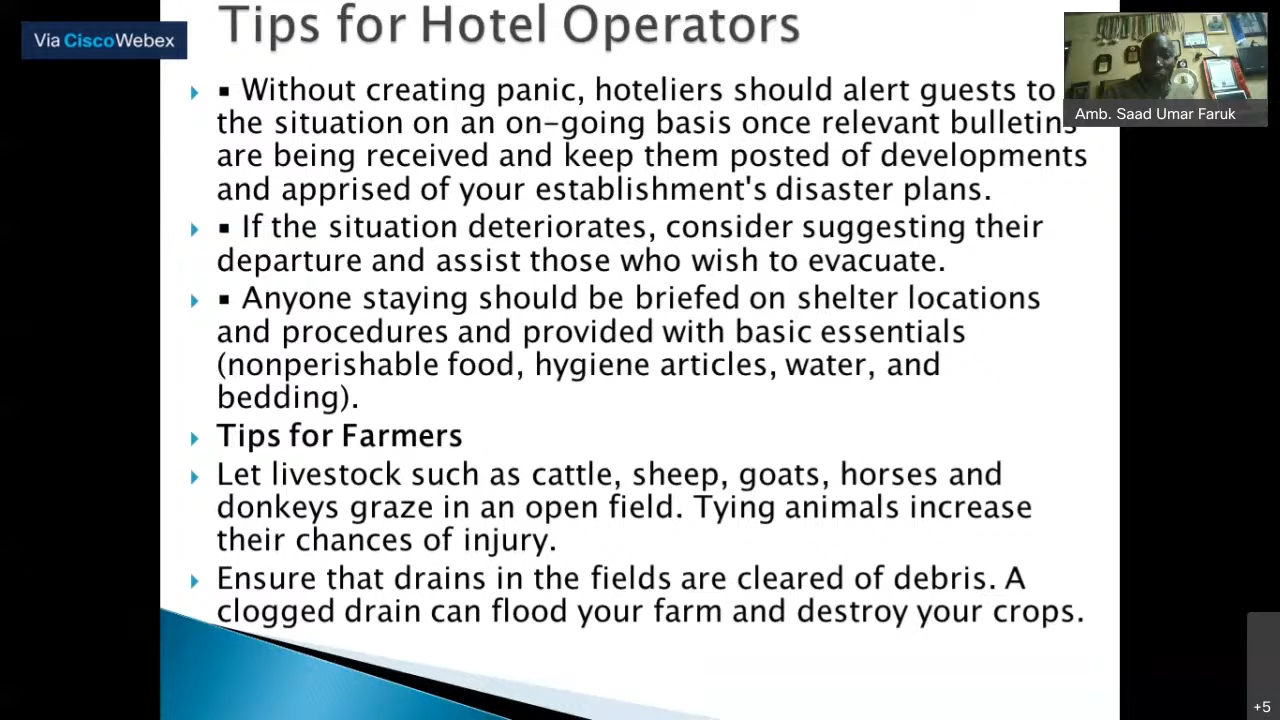 Via Cisco Webex
Tips for Hotel Operators
▪ Without creating panic, hoteliers should alert guests to
the situation on an on-going basis once relevant bulletins
are being received and keep them posted of developments
and apprised of your establishment's disaster plans.
▪ If the situation deteriorates, consider suggesting their
departure and assist those who wish to evacuate.
▪ Anyone staying should be briefed on shelter locations
and procedures and provided with basic essentials
(nonperishable food, hygiene articles, water, and
bedding).
Tips for Farmers
Let livestock such as cattle, sheep, goats, horses and
donkeys graze in an open field. Tying animals increase
their chances of injury.
Ensure that drains in the fields are cleared of debris. A
clogged drain can flood your farm and destroy your crops.
Amb. Saad Umar Faruk
+5